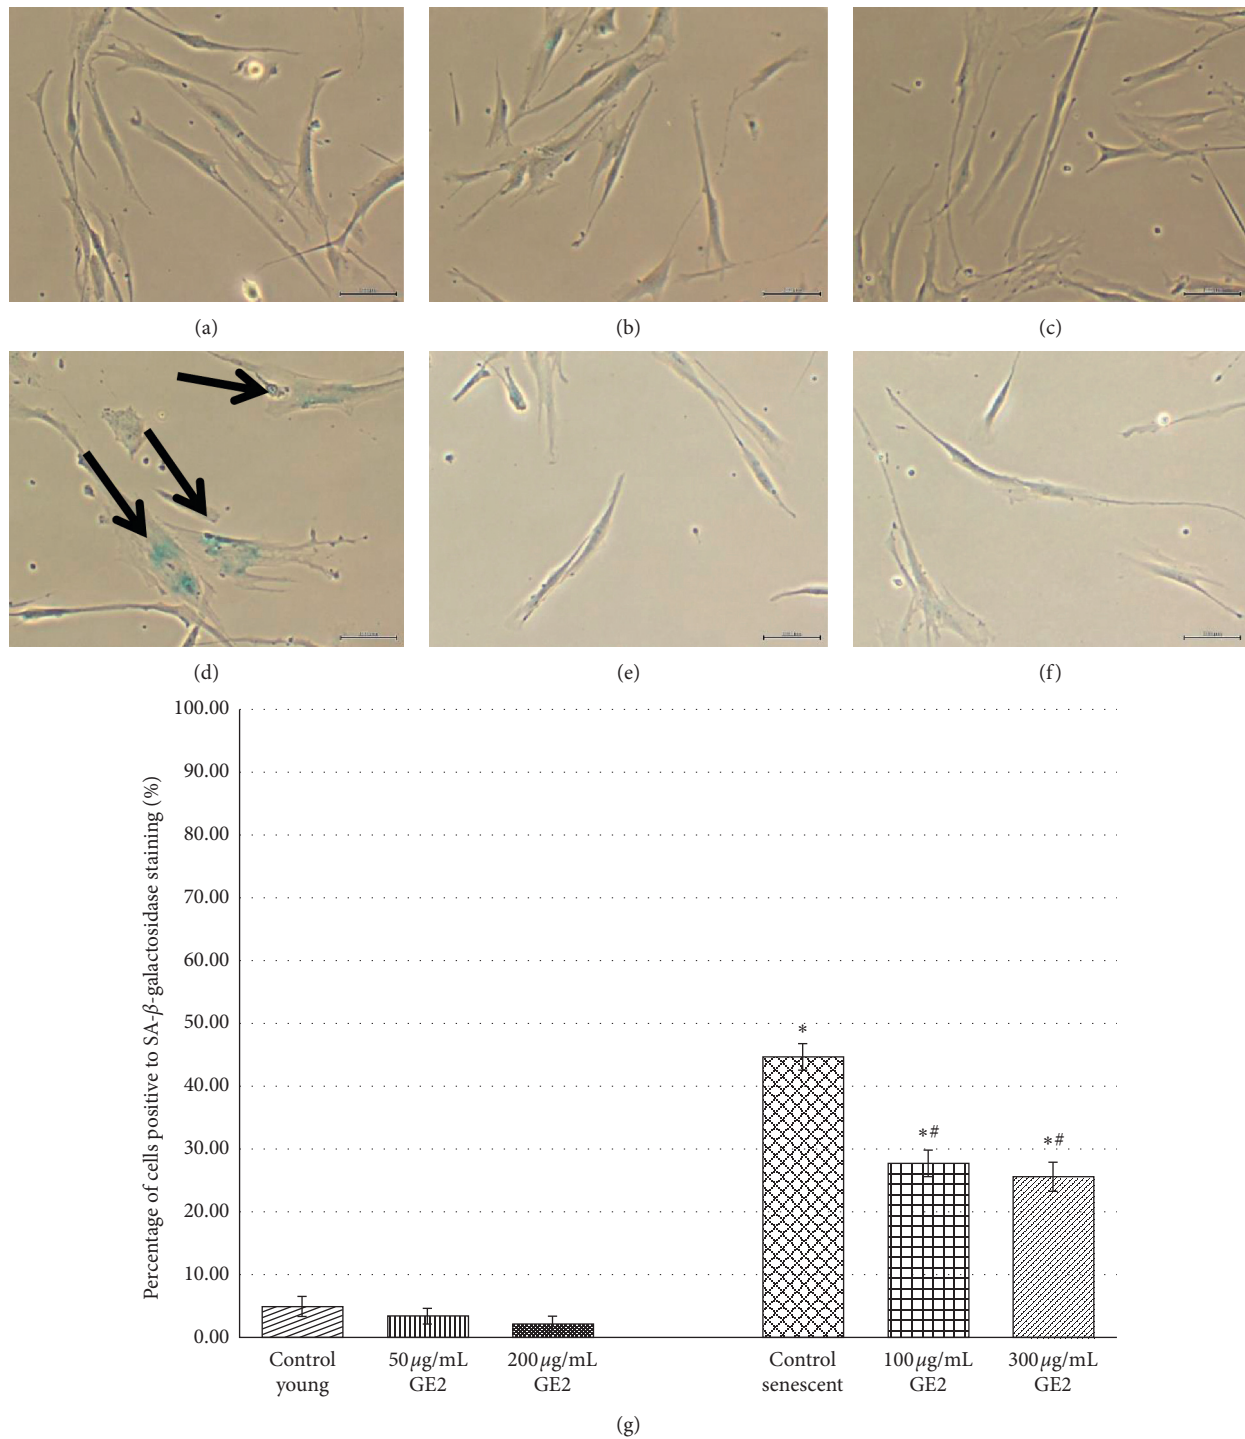 (a)
(b)
(c)
(d)
(e)
(f)
100.00
90.00
80.00
70.00
60.00
50.00
40.00
30.00
20.00
10.00
0.00
Percentage of cells positive to SA-β-galactosidase staining (%)
*
*#
*#
Control
young
50 μg/mL
GE2
200 μg/mL
GE2
Control
senescent
100 μg/mL
GE2
300 μg/mL
GE2
(g)